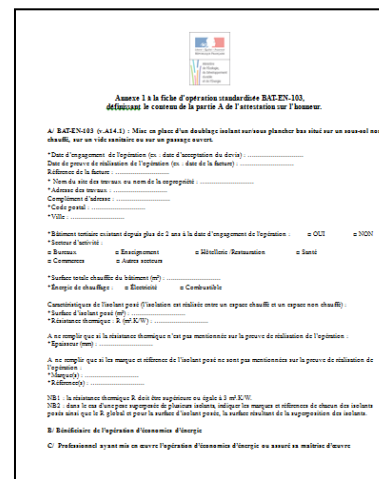 Annexe 1 à la fiche d'opération standardisée BAT-EN-103,
définissant le contenu de la partie A de l'attestation sur l'honneur.
A/ BAT-EN-103 (v.A14.1) : Mise en place d'un doublage isolant sur/sous plancher bas situé sur un sous-sol non
chauffé, sur un vide sanitaire ou sur un passage ouvert.
*Date d'engagement de l'opération (ex : date d'acceptation du devis) : ........................
Date de preuve de réalisation de l'opération (ex : date de la facture) : ........................
Référence de la facture : ........................
* Nom du site des travaux ou nom de la copropriété : ........................
*Adresse des travaux : ........................
Complément d'adresse : ........................
*Code postal : ........................
*Ville : ........................
*Bâtiment tertiaire existant depuis plus de 2 ans à la date d'engagement de l'opération : □ OUI □ NON
*Secteur d'activité :
□ Bureaux □ Enseignement □ Hôtellerie /Restauration □ Santé
□ Commerces □ Autres secteurs
*Surface totale chauffée du bâtiment (m²) : ........................
*Énergie de chauffage : □ Électricité □ Combustible
Caractéristiques de l'isolant posé (l'isolation est réalisée entre un espace chauffé et un espace non chauffé) :
*Surface d'isolant posé (m²) : ........................
*Résistance thermique : R (m².K/W) : ........................
A ne remplir que si la résistance thermique n'est pas mentionnée sur la preuve de réalisation de l'opération :
*Epaisseur (mm) : ........................
A ne remplir que si les marque et référence de l'isolant posé ne sont pas mentionnées sur la preuve de réalisation de
l'opération :
*Marque(s) : ........................
*Référence(s) : ........................
NB1 : la résistance thermique R doit être supérieure ou égale à 3 m².K/W.
NB2 : dans le cas d'une pose superposée de plusieurs isolants, indiquer les marques et références de chacun des isolants
posés ainsi que le R global et pour la surface d'isolant posée, la surface résultant de la superposition des isolants.
B/ Bénéficiaire de l'opération d'économies d'énergie
C/ Professionnel ayant mis en œuvre l'opération d'économies d'énergie ou assuré sa maîtrise d'œuvre